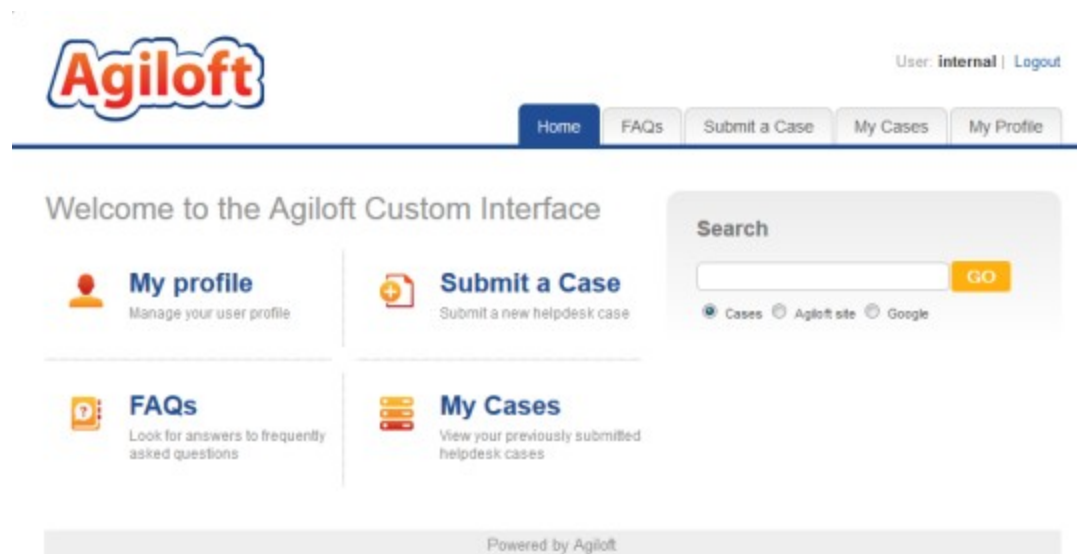 Agiloft
User: internal | Logout
Home FAQs Submit a Case My Cases My Profile
Welcome to the Agiloft Custom Interface
Search
My profile
Manage your user profile
Submit a Case
Submit a new helpdesk case
GO
Cases Agiloft site Google
FAQs
Look for answers to frequently
asked questions
My Cases
View your previously submitted
helpdesk cases
Powered by Agiloft